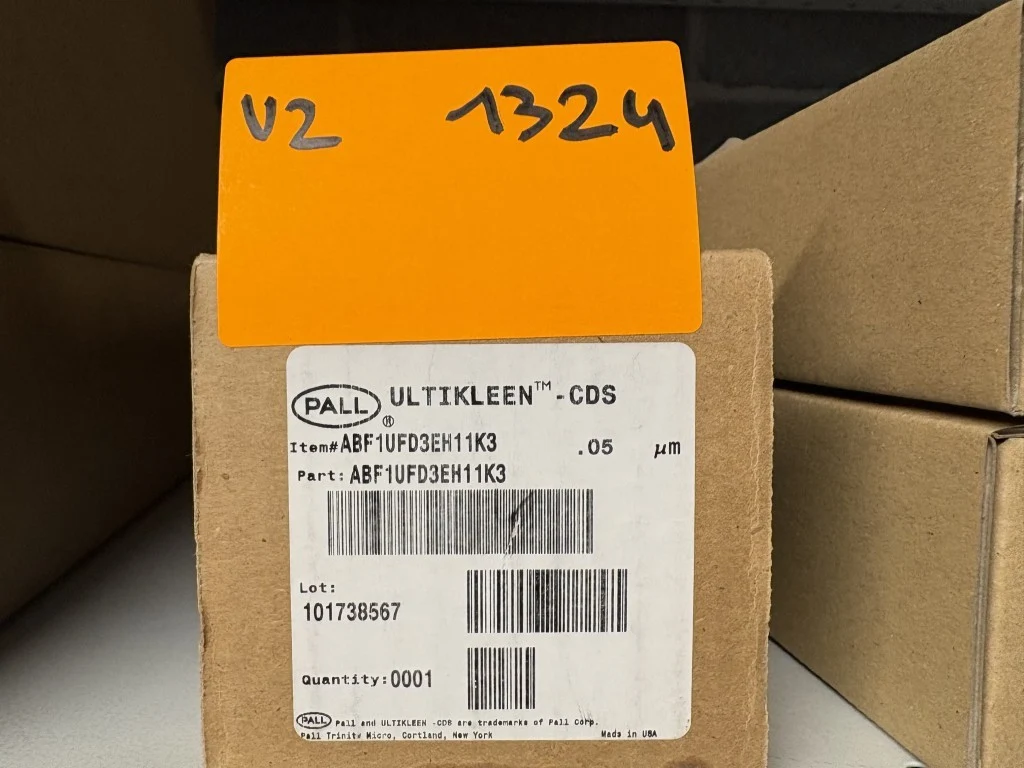 V2 1324
PALL® ULTIKLEEN™-CDS
Item#ABF1UFD3EH11K3 .05 µm
Part: ABF1UFD3EH11K3
Lot:
101738567
Quantity:0001
PALL Pall and ULTIKLEEN -CDS are trademarks of Pall Corp.
Pall Trinity Micro, Cortland, New York Made in USA